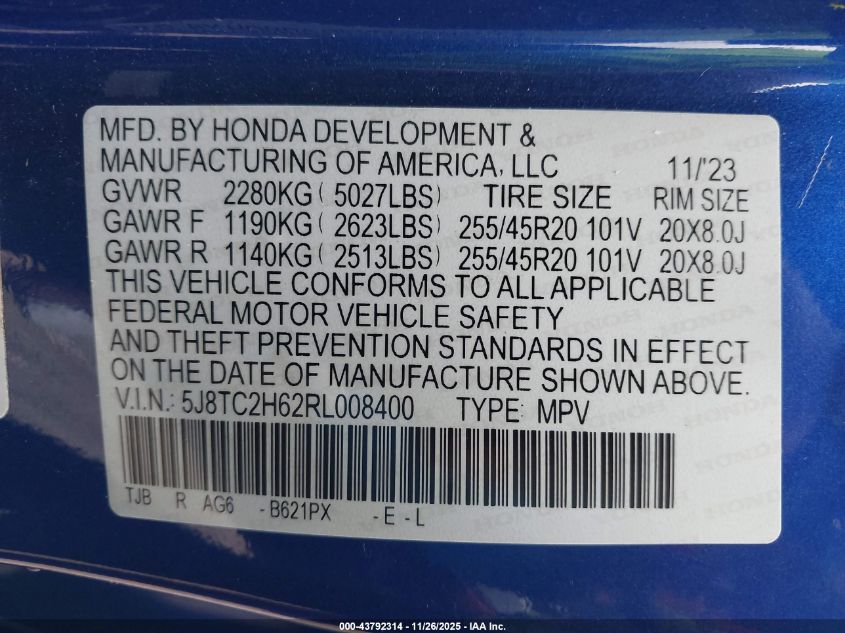 MFD. BY HONDA DEVELOPMENT &
MANUFACTURING OF AMERICA, LLC 11/'23
GVWR 2280KG ( 5027LBS) TIRE SIZE RIM SIZE
GAWR F 1190KG ( 2623LBS) 255/45R20 101V 20X8.0J
GAWR R 1140KG ( 2513LBS) 255/45R20 101V 20X8.0J
THIS VEHICLE CONFORMS TO ALL APPLICABLE
FEDERAL MOTOR VEHICLE SAFETY
AND THEFT PREVENTION STANDARDS IN EFFECT
ON THE DATE OF MANUFACTURE SHOWN ABOVE.
V.I.N.: 5J8TC2H62RL008400 TYPE: MPV
TJB R AG6 -B621PX -E -L
000-43792314 - 11/26/2025 - IAA Inc.